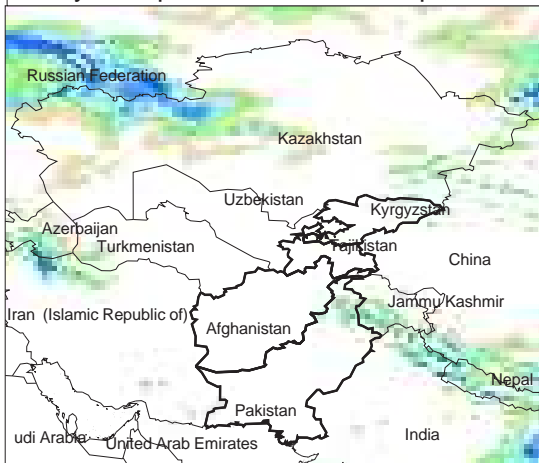 Russian Federation
Kazakhstan
Uzbekistan
Kyrgyzstan
Azerbaijan
Turkmenistan
Tajikistan
China
Jammu/Kashmir
Iran (Islamic Republic of)
Afghanistan
Nepal
Pakistan
udi Arabia
United Arab Emirates
India